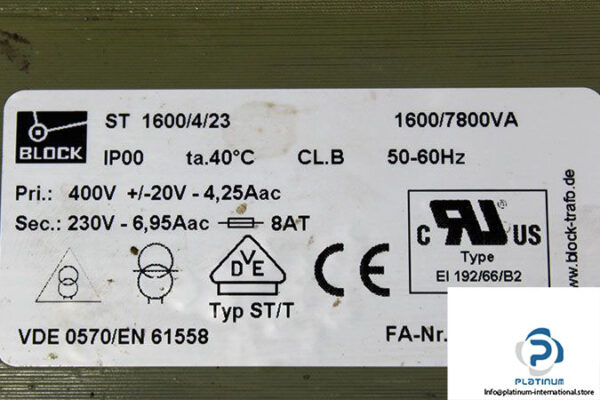 BLOCK
ST 1600/4/23 1600/7800VA
IP00 ta.40°C CL.B 50-60Hz
Pri.: 400V +/-20V - 4,25Aac
Sec.: 230V - 6,95Aac 8AT
VDE
Typ ST/T
CE
C RU US
Type
EI 192/66/B2
www.block-trafo.de
VDE 0570/EN 61558
FA-Nr.
PLATINUM
Info@platinum-international.store